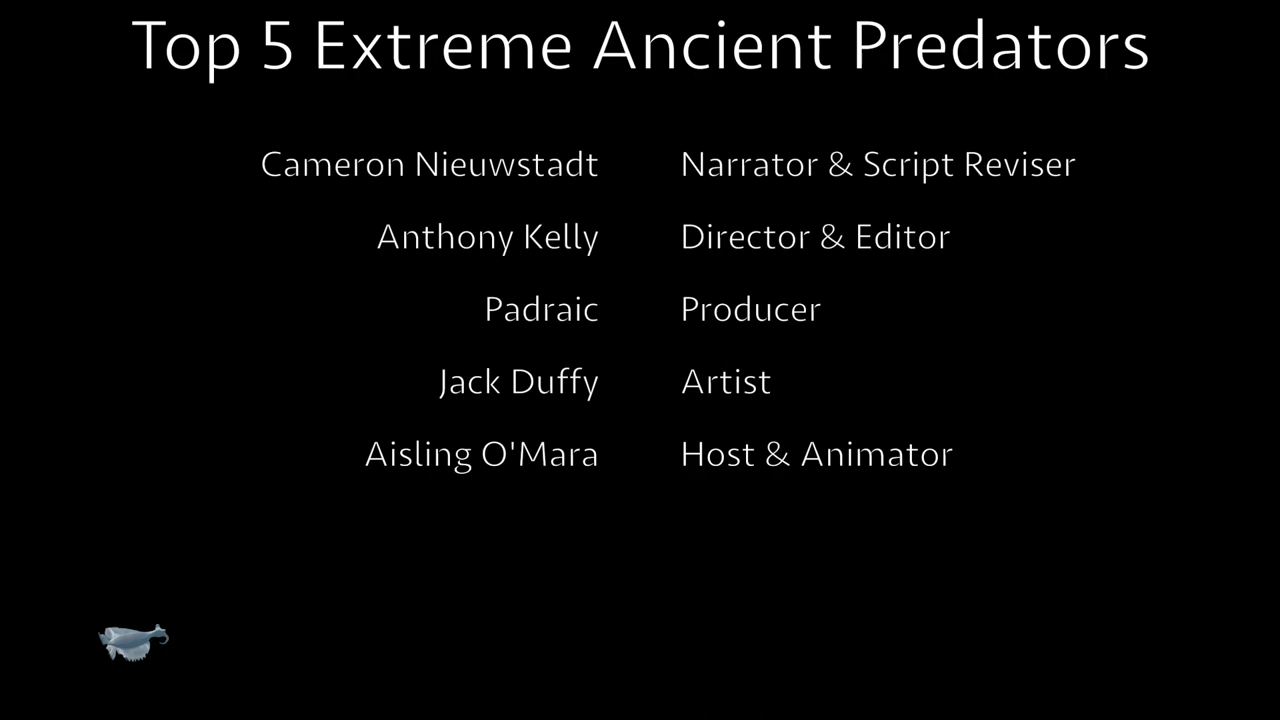 Top 5 Extreme Ancient Predators
Cameron Nieuwstadt Narrator & Script Reviser
Anthony Kelly Director & Editor
Padraic Producer
Jack Duffy Artist
Aisling O'Mara Host & Animator